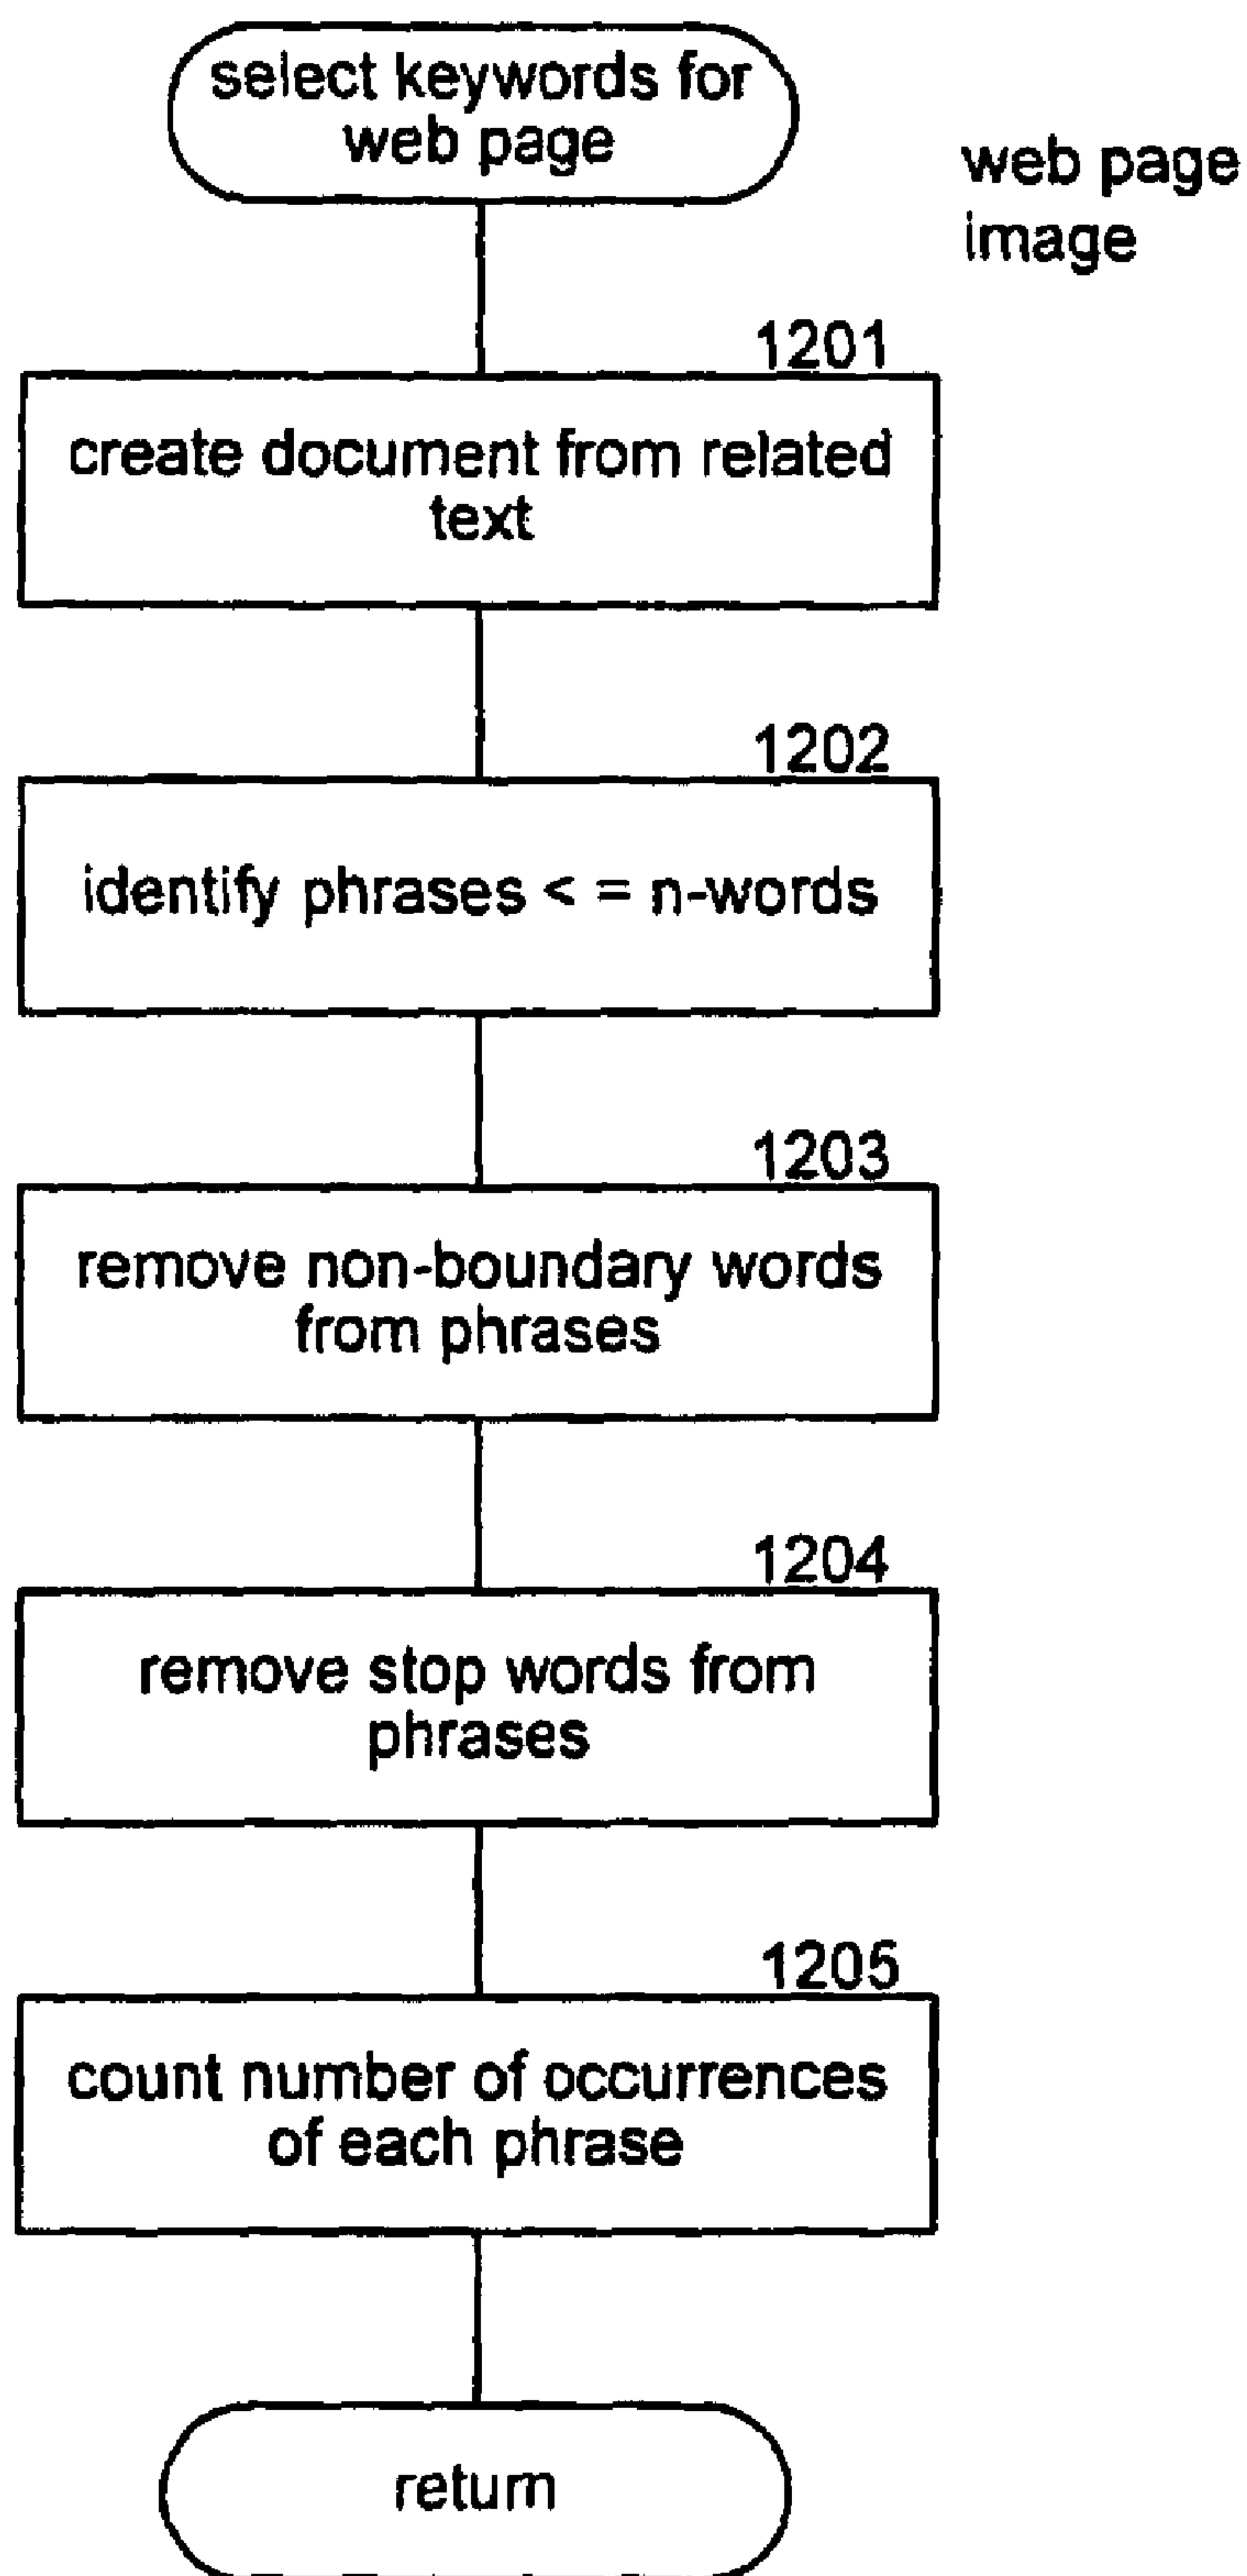 select keywords for
web page
web page
image
1201
create document from related
text
1202
identify phrases < = n-words
1203
remove non-boundary words
from phrases
1204
remove stop words from
phrases
1205
count number of occurrences
of each phrase
return